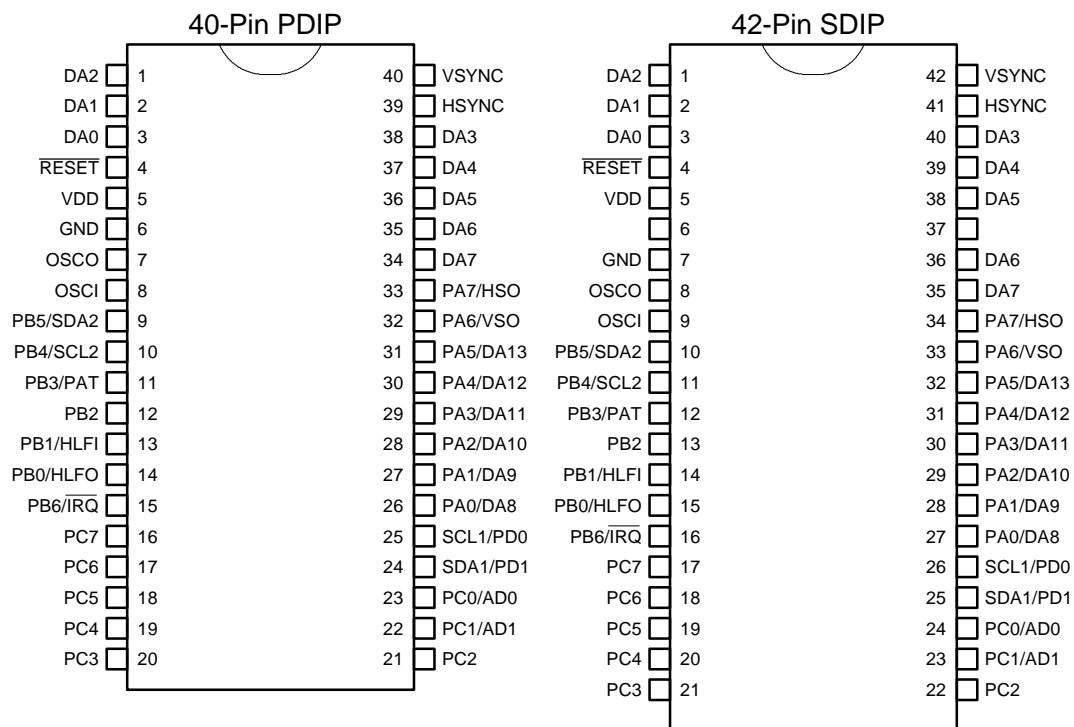 40-Pin PDIP
DA2 1 40 VSYNC
DA1 2 39 HSYNC
DA0 3 38 DA3
RESET 4 37 DA4
VDD 5 36 DA5
GND 6 35 DA6
OSCO 7 34 DA7
OSCI 8 33 PA7/HSO
PB5/SDA2 9 32 PA6/VSO
PB4/SCL2 10 31 PA5/DA13
PB3/PAT 11 30 PA4/DA12
PB2 12 29 PA3/DA11
PB1/HLFI 13 28 PA2/DA10
PB0/HLFO 14 27 PA1/DA9
PB6/IRQ 15 26 PA0/DA8
PC7 16 25 SCL1/PD0
PC6 17 24 SDA1/PD1
PC5 18 23 PC0/AD0
PC4 19 22 PC1/AD1
PC3 20 21 PC2
42-Pin SDIP
DA2 1 42 VSYNC
DA1 2 41 HSYNC
DA0 3 40 DA3
RESET 4 39 DA4
VDD 5 38 DA5
6 37
GND 7 36 DA6
OSCO 8 35 DA7
OSCI 9 34 PA7/HSO
PB5/SDA2 10 33 PA6/VSO
PB4/SCL2 11 32 PA5/DA13
PB3/PAT 12 31 PA4/DA12
PB2 13 30 PA3/DA11
PB1/HLFI 14 29 PA2/DA10
PB0/HLFO 15 28 PA1/DA9
PB6/IRQ 16 27 PA0/DA8
PC7 17 26 SCL1/PD0
PC6 18 25 SDA1/PD1
PC5 19 24 PC0/AD0
PC4 20 23 PC1/AD1
PC3 21 22 PC2